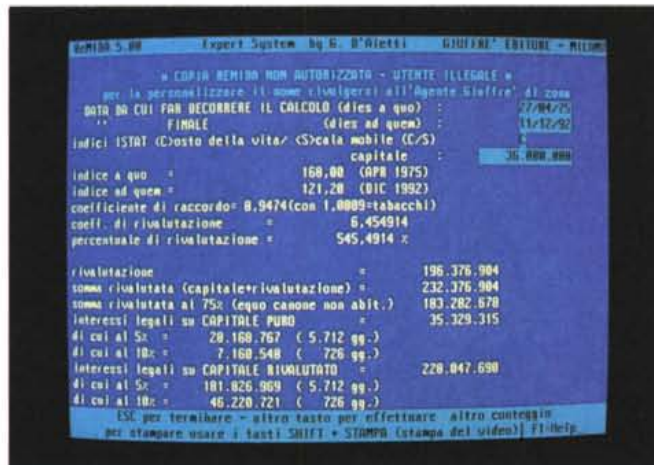 ReMIDA 5.00 Expert System by G. D'Aietti GIUFFRE' EDITORE - MILANO
* COPIA REMIDA NON AUTORIZZATA - UTENTE ILLEGALE *
per la personalizzare il nome rivolgersi all'Agente Giuffre' di zona
DATA DA CUI FAR DECORRERE IL CALCOLO (dies a quo) : 27/04/75
'' FINALE (dies ad quem) : 11/12/92
indici ISTAT (C)osto della vita/ (S)cala mobile (C/S)
capitale : 36.000.000
indice a quo = 168,00 (APR 1975)
indice ad quem = 121,20 (DIC 1992)
coefficiente di raccordo= 8.9474(con 1.0009=tabacchi)
coeff. di rivalutazione = 6,454914
percentuale di rivalutazione = 545,4914 %
rivalutazione = 196.376.904
somma rivalutata (capitale+rivalutazione) = 232.376.904
somma rivalutata al 75% (equo canone non abit.) = 183.282.678
interessi legali su CAPITALE PURO = 35.329.315
di cui al 5% = 28.168.767 ( 5.712 gg.)
di cui al 10% = 7.160.548 ( 726 gg.)
interessi legali su CAPITALE RIVALUTATO = 228.047.690
di cui al 5% = 181.826.969 ( 5.712 gg.)
di cui al 10% = 46.220.721 ( 726 gg.)
ESC per terminare - altro tasto per effettuare altro conteggio
per stampare usare i tasti SHIFT + STAMPA (stampa del video)| F1-Help